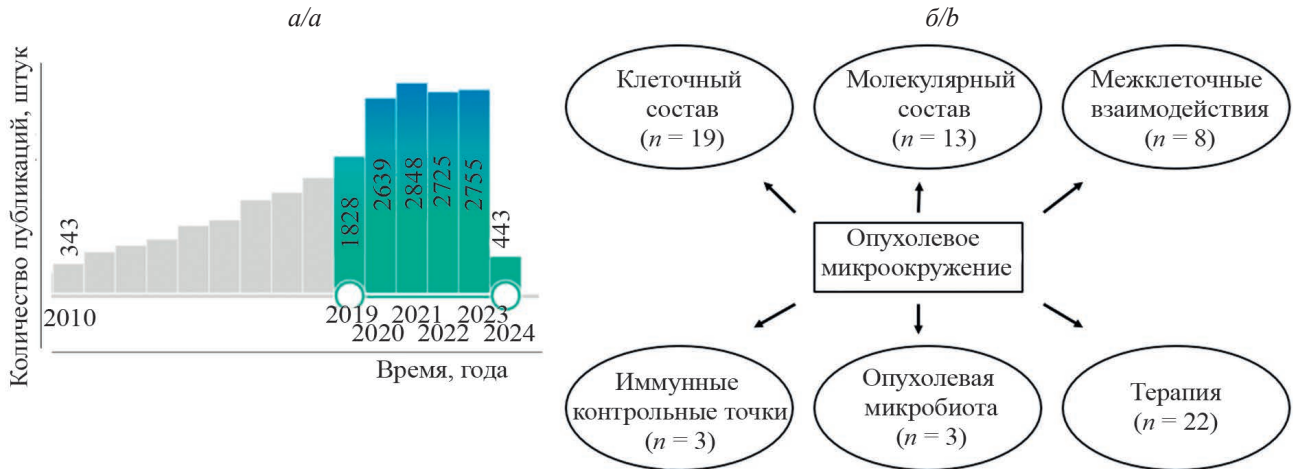 а/a
Количество публикаций, штук
343
1828
2639
2848
2725
2755
443
2010
2019
2020
2021
2022
2023
2024
Время, года
б/b
Клеточный
состав
(n = 19)
Молекулярный
состав
(n = 13)
Межклеточные
взаимодействия
(n = 8)
Опухолевое
микроокружение
Иммунные
контрольные точки
(n = 3)
Опухолевая
микробиота
(n = 3)
Терапия
(n = 22)